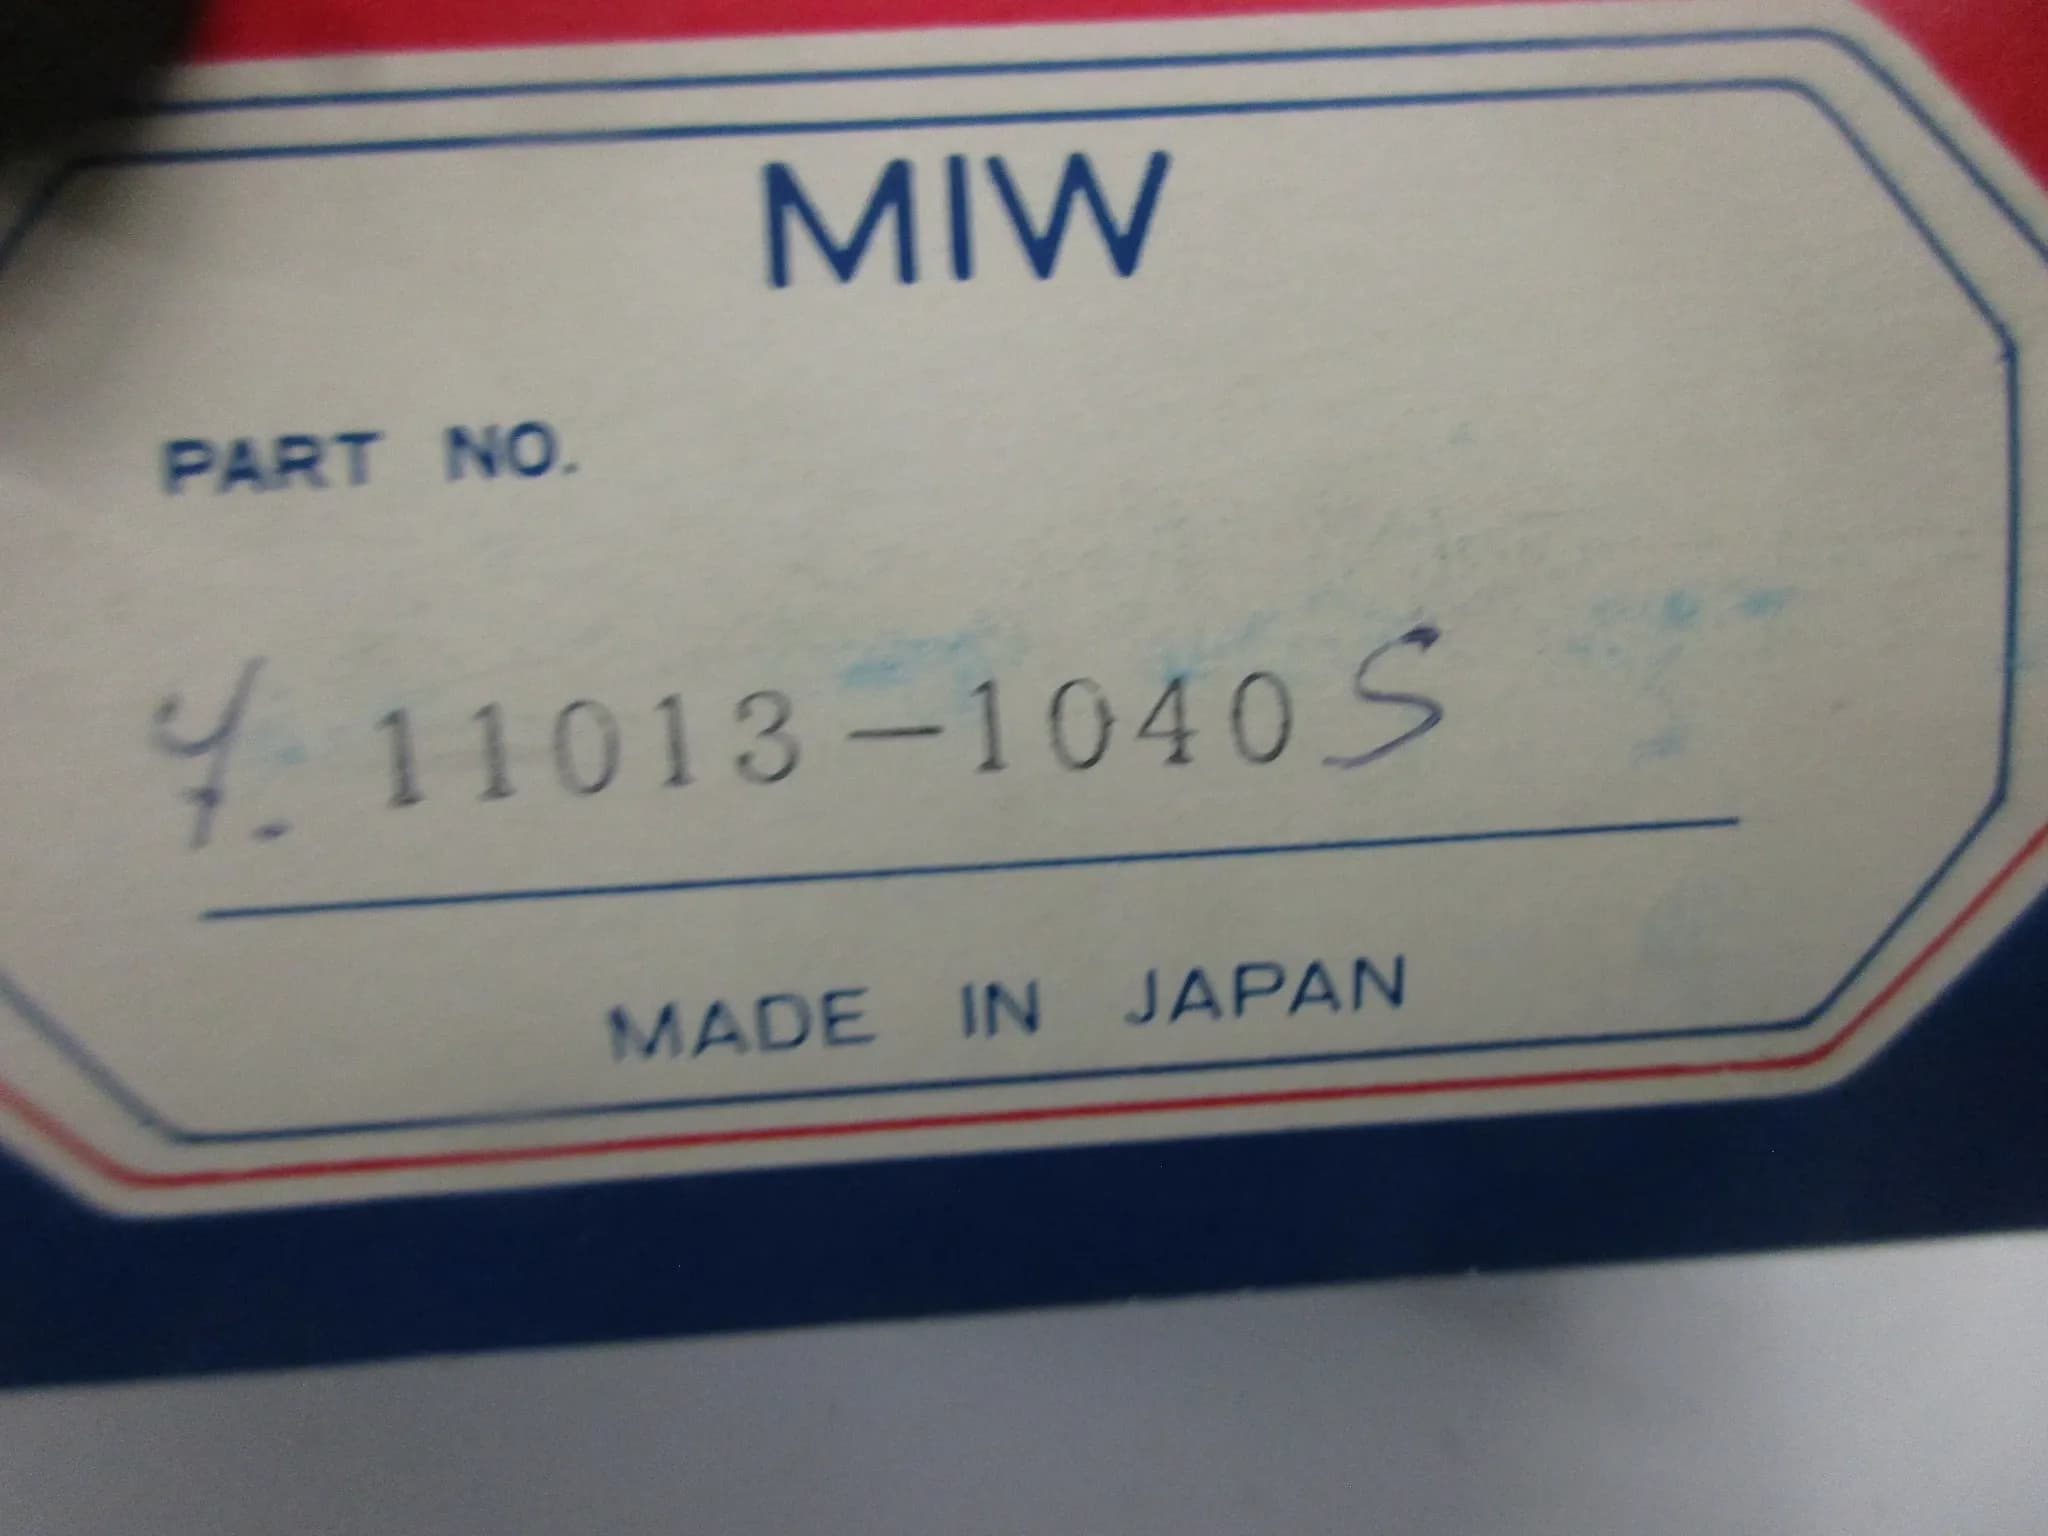 MIW
PART NO.
Y. 11013-1040S
MADE IN JAPAN